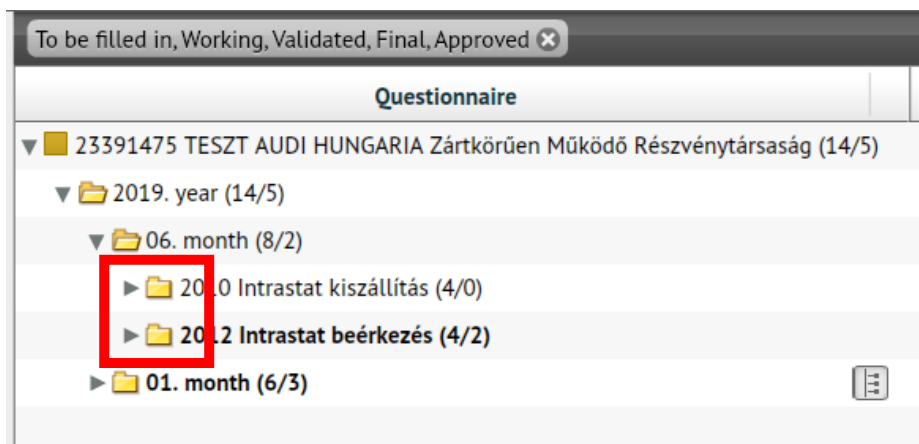 To be filled in, Working, Validated, Final, Approved
Questionnaire
23391475 TESZT AUDI HUNGARIA Zártkörűen Működő Részvénytársaság (14/5)
2019. year (14/5)
06. month (8/2)
2010 Intrastat kiszállítás (4/0)
2012 Intrastat beérkezés (4/2)
01. month (6/3)